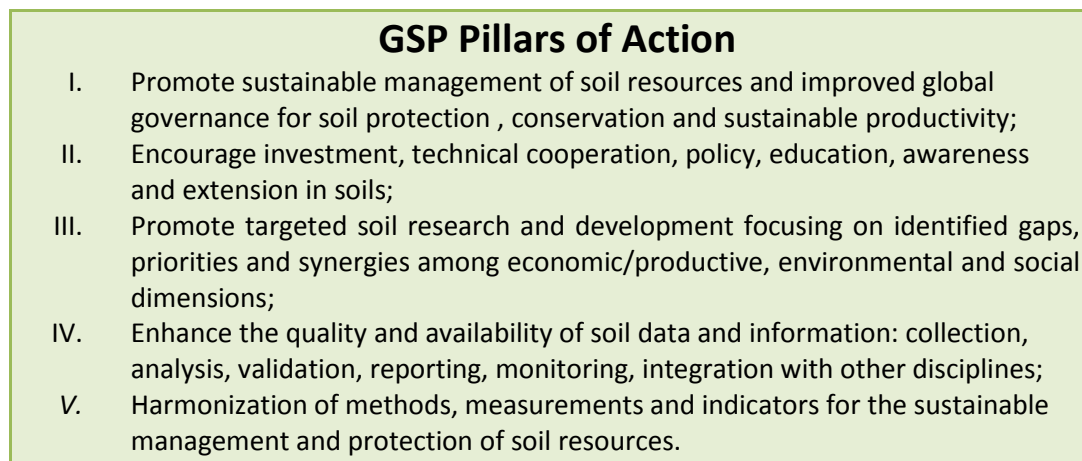 GSP Pillars of Action
I. Promote sustainable management of soil resources and improved global
governance for soil protection , conservation and sustainable productivity;
II. Encourage investment, technical cooperation, policy, education, awareness
and extension in soils;
III. Promote targeted soil research and development focusing on identified gaps,
priorities and synergies among economic/productive, environmental and social
dimensions;
IV. Enhance the quality and availability of soil data and information: collection,
analysis, validation, reporting, monitoring, integration with other disciplines;
V. Harmonization of methods, measurements and indicators for the sustainable
management and protection of soil resources.